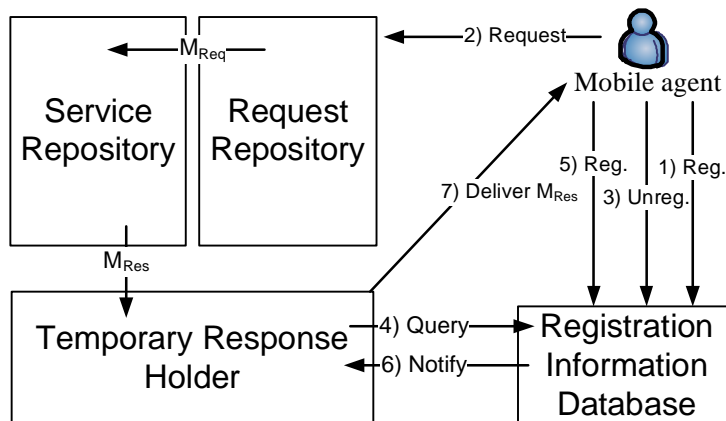 2) Request
M_Req
Mobile agent
Service
Repository
Request
Repository
5) Reg.
1) Reg.
3) Unreg.
7) Deliver M_Res
M_Res
Temporary Response
Holder
4) Query
6) Notify
Registration
Information
Database